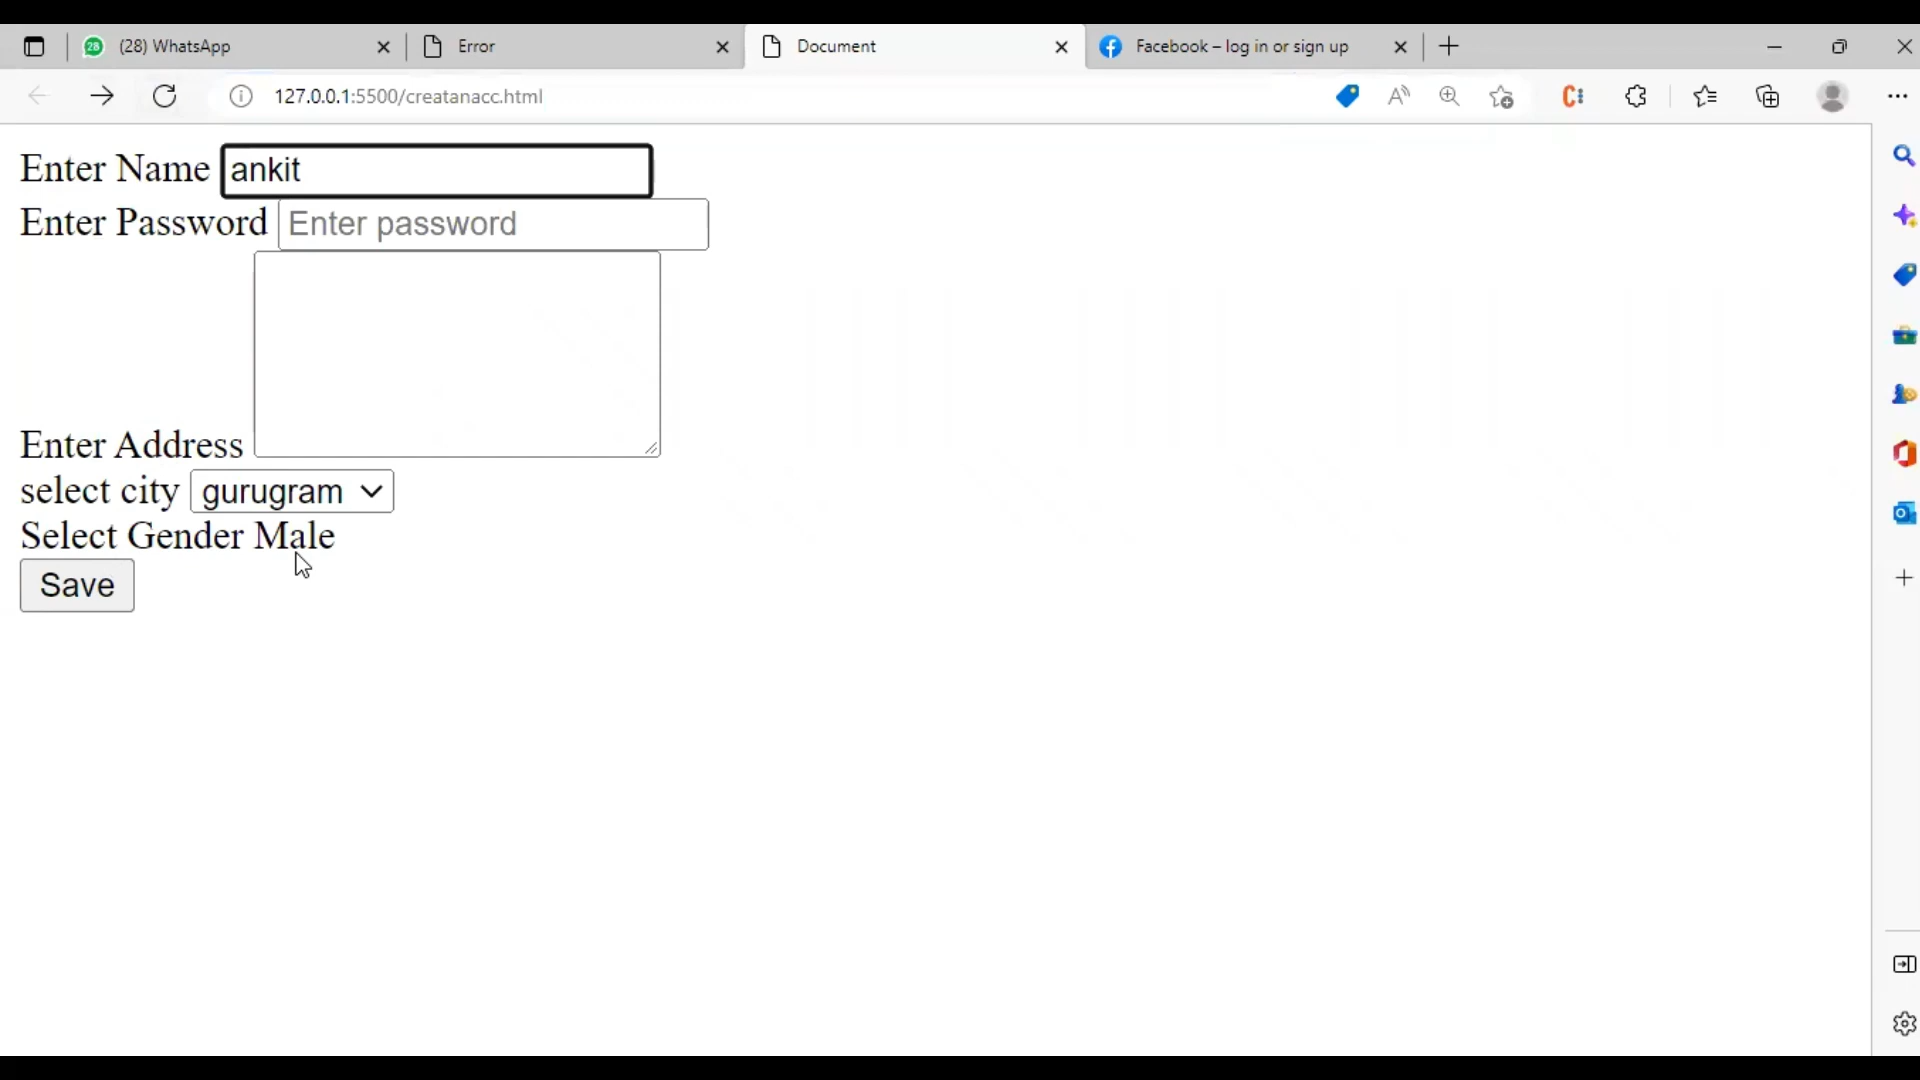 (28) WhatsApp
Error
Document
Facebook – log in or sign up
127.0.0.1:5500/creatanacc.html
Enter Name ankit
Enter Password Enter password
Enter Address
select city gurugram
Select Gender Male
Save